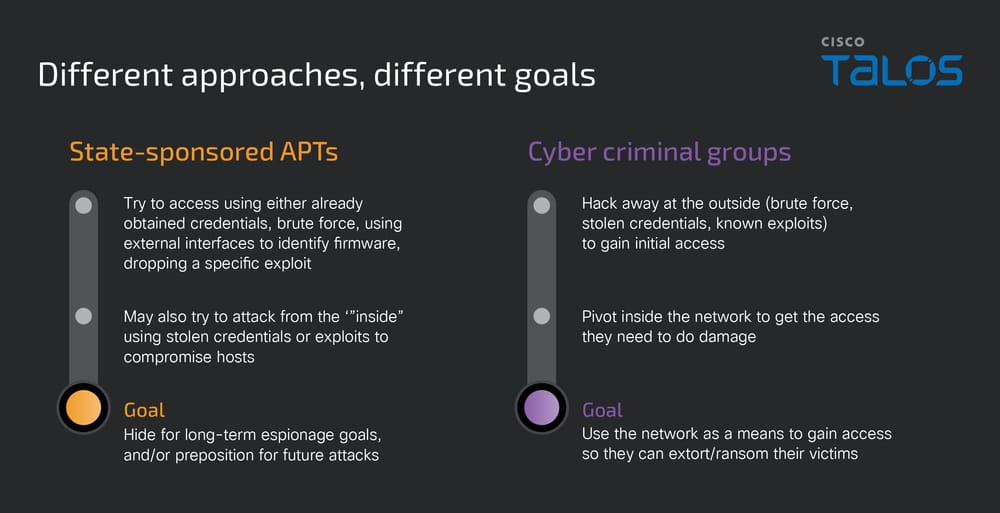 CISCO
TALOS
Different approaches, different goals
State-sponsored APTs
Try to access using either already
obtained credentials, brute force, using
external interfaces to identify firmware,
dropping a specific exploit
May also try to attack from the ‘”inside”
using stolen credentials or exploits to
compromise hosts
Goal
Hide for long-term espionage goals,
and/or preposition for future attacks
Cyber criminal groups
Hack away at the outside (brute force,
stolen credentials, known exploits)
to gain initial access
Pivot inside the network to get the access
they need to do damage
Goal
Use the network as a means to gain access
so they can extort/ransom their victims